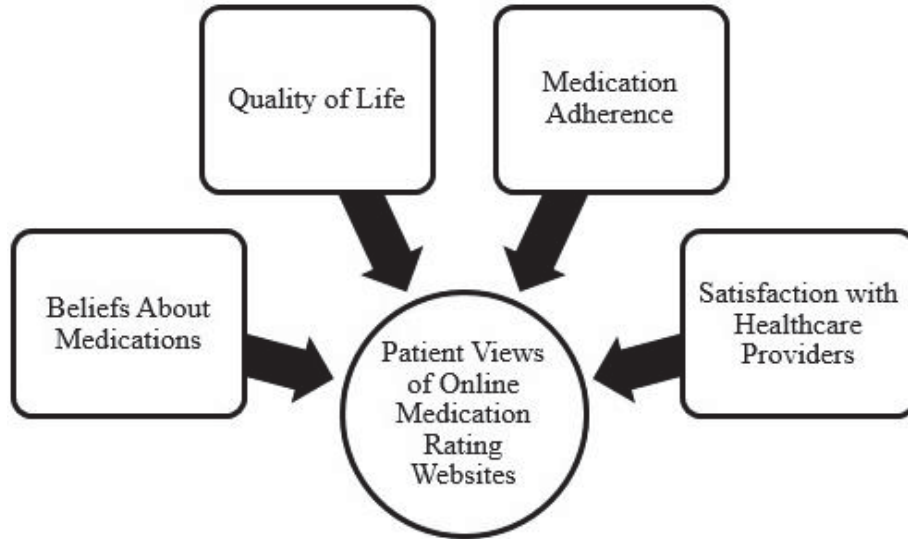 Quality of Life
Medication
Adherence
Beliefs About
Medications
Satisfaction with
Healthcare
Providers
Patient Views
of Online
Medication
Rating
Websites